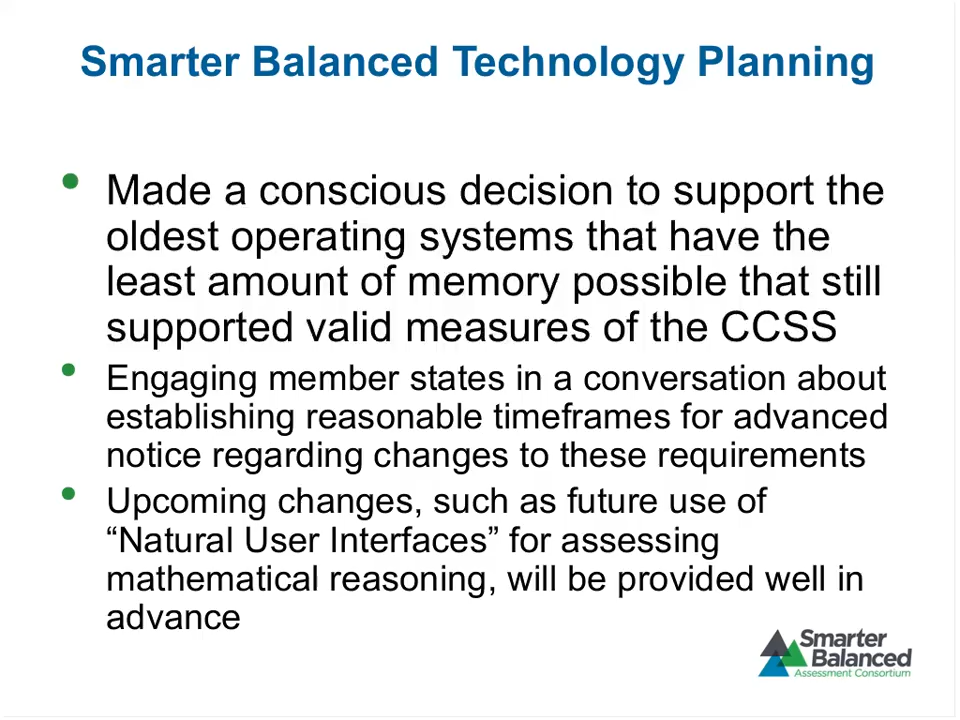 Smarter Balanced Technology Planning
• Made a conscious decision to support the
oldest operating systems that have the
least amount of memory possible that still
supported valid measures of the CCSS
• Engaging member states in a conversation about
establishing reasonable timeframes for advanced
notice regarding changes to these requirements
• Upcoming changes, such as future use of
“Natural User Interfaces” for assessing
mathematical reasoning, will be provided well in
advance
Smarter
Balanced
Assessment Consortium